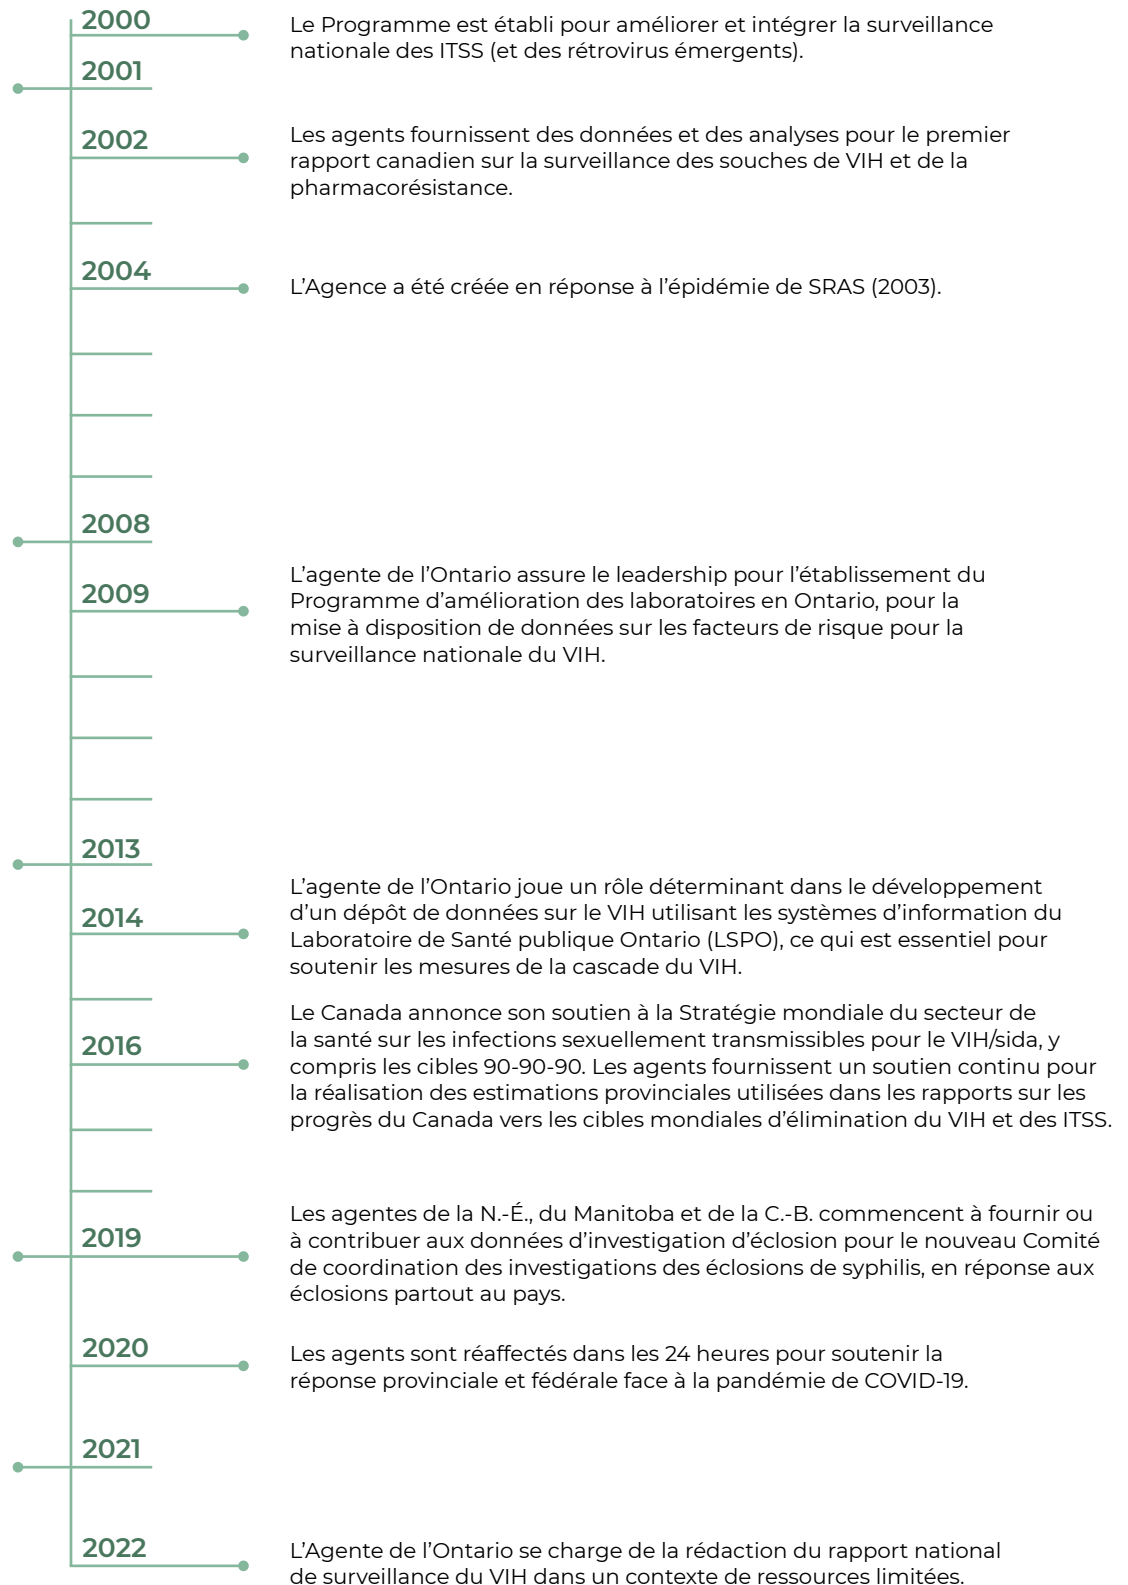 2000
Le Programme est établi pour améliorer et intégrer la surveillance
nationale des ITSS (et des rétrovirus émergents).
2001
2002
Les agents fournissent des données et des analyses pour le premier
rapport canadien sur la surveillance des souches de VIH et de la
pharmacorésistance.
2004
L’Agence a été créée en réponse à l’épidémie de SRAS (2003).
2008
2009
L’agente de l’Ontario assure le leadership pour l’établissement du
Programme d’amélioration des laboratoires en Ontario, pour la
mise à disposition de données sur les facteurs de risque pour la
surveillance nationale du VIH.
2013
2014
L’agente de l’Ontario joue un rôle déterminant dans le développement
d’un dépôt de données sur le VIH utilisant les systèmes d’information du
Laboratoire de Santé publique Ontario (LSPO), ce qui est essentiel pour
soutenir les mesures de la cascade du VIH.
2016
Le Canada annonce son soutien à la Stratégie mondiale du secteur de
la santé sur les infections sexuellement transmissibles pour le VIH/sida, y
compris les cibles 90-90-90. Les agents fournissent un soutien continu pour
la réalisation des estimations provinciales utilisées dans les rapports sur les
progrès du Canada vers les cibles mondiales d’élimination du VIH et des ITSS.
2019
Les agentes de la N.-É., du Manitoba et de la C.-B. commencent à fournir ou
à contribuer aux données d’investigation d’éclosion pour le nouveau Comité
de coordination des investigations des éclosions de syphilis, en réponse aux
éclosions partout au pays.
2020
Les agents sont réaffectés dans les 24 heures pour soutenir la
réponse provinciale et fédérale face à la pandémie de COVID-19.
2021
2022
L’Agente de l’Ontario se charge de la rédaction du rapport national
de surveillance du VIH dans un contexte de ressources limitées.